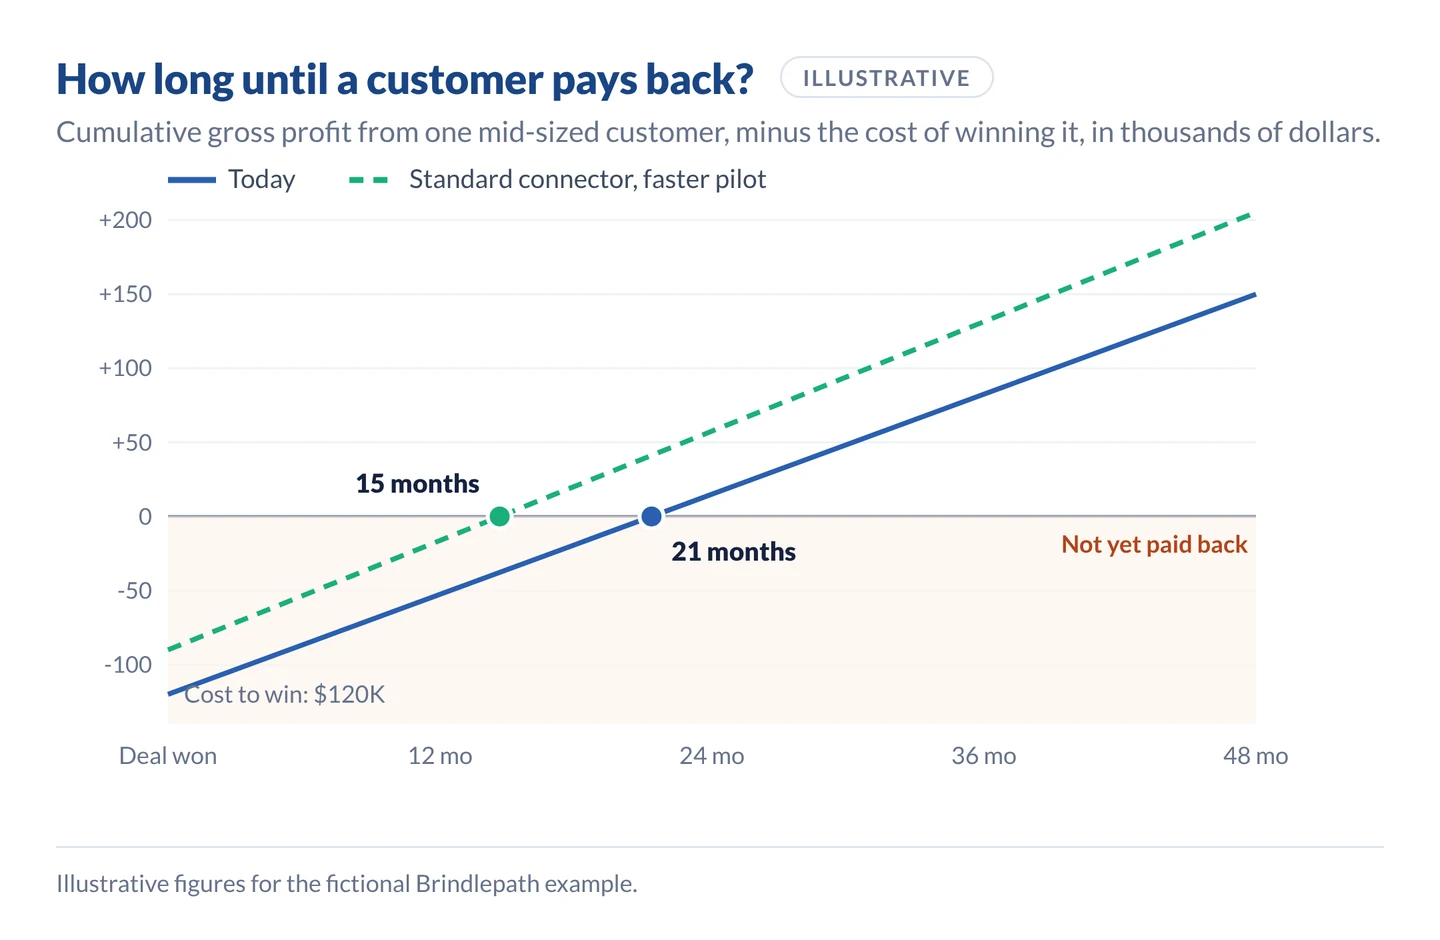 How long until a customer pays back? ILLUSTRATIVE
Cumulative gross profit from one mid-sized customer, minus the cost of winning it, in thousands of dollars.
Today Standard connector, faster pilot
+200
+150
+100
+50
15 months
0
Not yet paid back
21 months
-50
-100
Cost to win: $120K
Deal won 12 mo 24 mo 36 mo 48 mo
Illustrative figures for the fictional Brindlepath example.